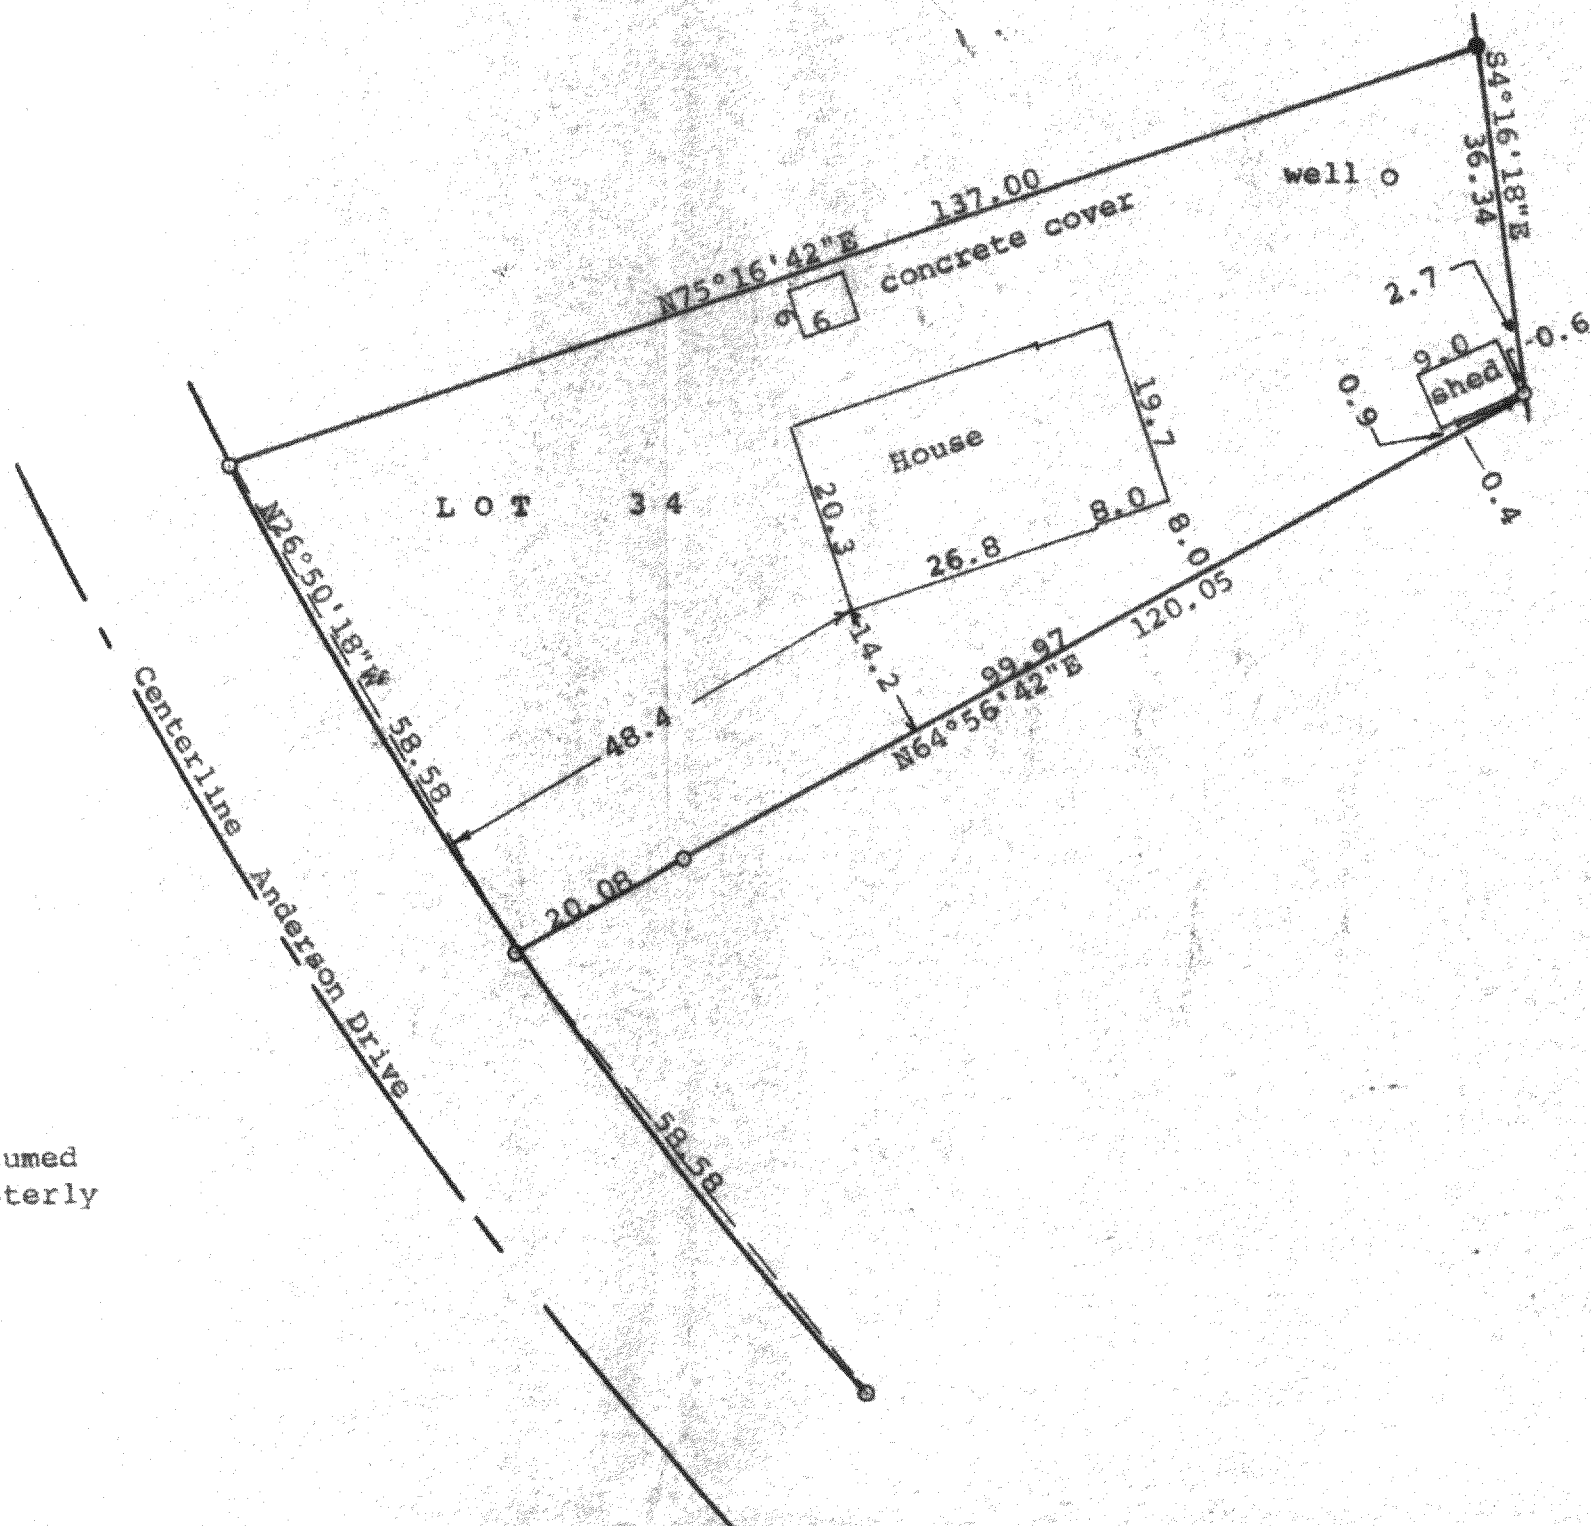 S4°16'18"E
36.34
well
137.00
N75°16'42"E
concrete cover
6
6
2.7
0.6
9.0
shed
0.9
0.4
19.7
House
20.3
8.0
26.8
8.0
LOT 34
N26°50'18"W
58.58
14.2
48.4
99.97
120.05
N64°56'42"E
20.08
Centerline Anderson Drive
58.58
umed
terly